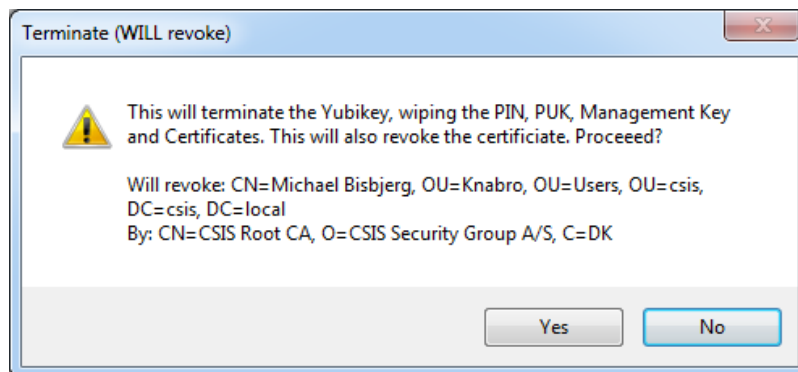 Terminate (WILL revoke)
This will terminate the Yubikey, wiping the PIN, PUK, Management Key
and Certificates. This will also revoke the certificiate. Proceeed?
Will revoke: CN=Michael Bisbjerg, OU=Knabro, OU=Users, OU=csis,
DC=csis, DC=local
By: CN=CSIS Root CA, O=CSIS Security Group A/S, C=DK
Yes
No